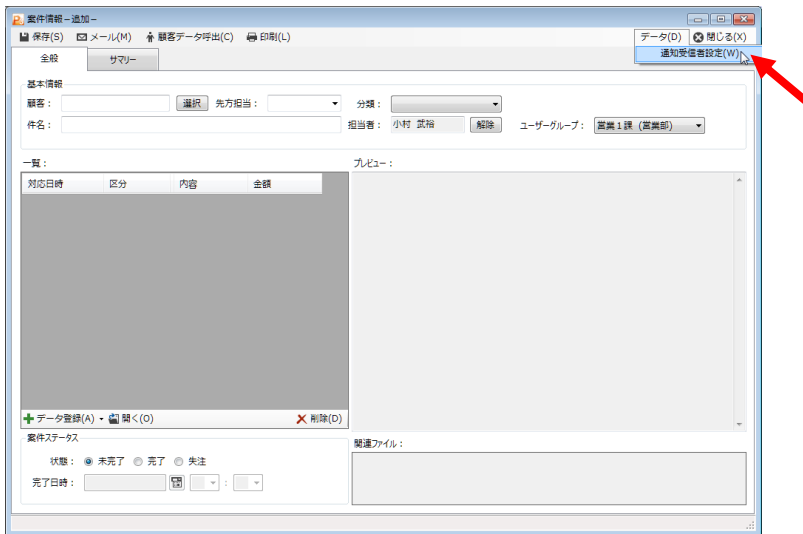 案件情報－追加－
保存(S) メール(M) 顧客データ呼出(C) 印刷(L) データ(D) 閉じる(X)
通知受信者設定(W)
全般 サマリー
基本情報
顧客： 選択 先方担当： 分類：
件名： 担当者： 小村 武裕 解除 ユーザーグループ： 営業１課（営業部）
一覧： プレビュー：
対応日時 区分 内容 金額
データ登録(A) 開く(O) 削除(D)
案件ステータス
関連ファイル：
状態： 未完了 完了 失注
完了日時： ：